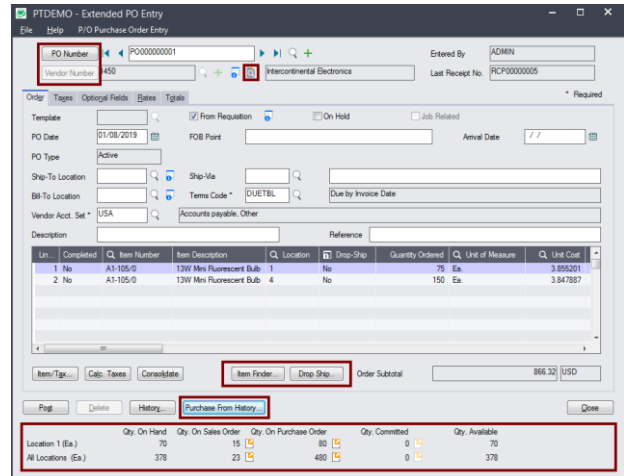 PTDEMO - Extended PO Entry
File Help P/O Purchase Order Entry
PO Number PO000000001 Entered By ADMIN
Vendor Number 9450 Intercontinental Electronics Last Receipt No. RCP00000005
Order Taxes Optional Fields Rates Totals * Required
Template From Requisition On Hold Job Related
PO Date 01/08/2019 FOB Point Arrival Date / /
PO Type Active
Ship-To Location Ship-Via
Bill-To Location Terms Code * DUETBL Due by Invoice Date
Vendor Acct. Set * USA Accounts payable, Other
Description Reference
Lin... Completed Item Number Item Description Location Drop-Ship Quantity Ordered Unit of Measure Unit Cost
1 No A1-105/0 13W Mini Fluorescent Bulb 1 No 75 Ea. 3.855201
2 No A1-105/0 13W Mini Fluorescent Bulb 4 No 150 Ea. 3.847887
Item/Tax... Calc. Taxes Consolidate Item Finder... Drop Ship... Order Subtotal 866.32 USD
Post Delete History... Purchase From History... Close
Qty. On Hand Qty. On Sales Order Qty. On Purchase Order Qty. Committed Qty. Available
Location 1 (Ea.) 70 15 80 0 70
All Locations (Ea.) 378 23 480 0 378